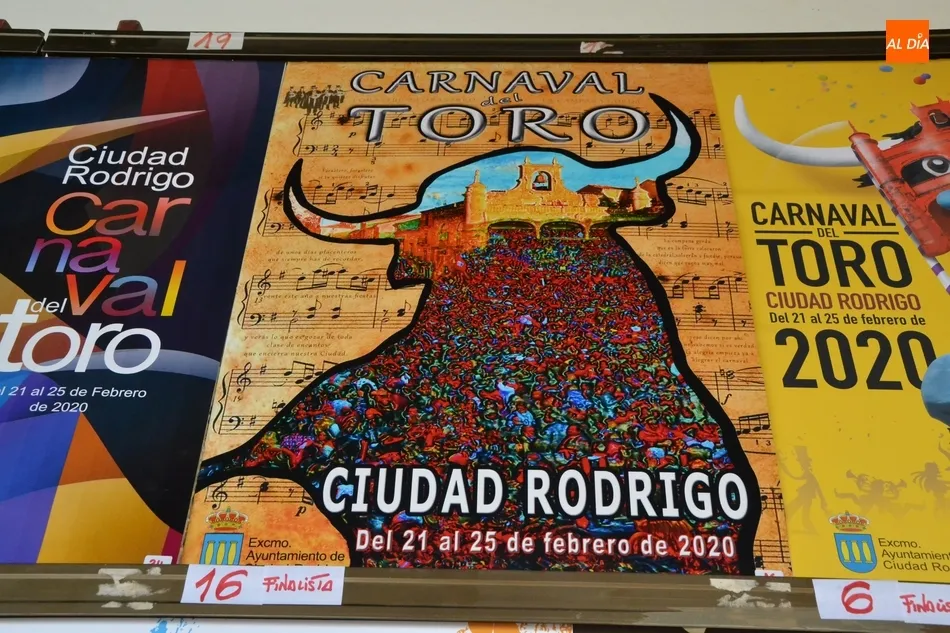 19
AL DÍA
Ciudad
Rodrigo
Car
na
val
del
toro
21 al 25 de Febrero
de 2020
CARNAVAL
del
TORO
CIUDAD RODRIGO
Del 21 al 25 de febrero de 2020
Excmo.
Ayuntamiento de
16 FINALISTA
CARNAVAL
DEL
TORO
CIUDAD RODRIGO
Del 21 al 25 de febrero de
2020
Excmo.
Ayuntamiento
Ciudad
6